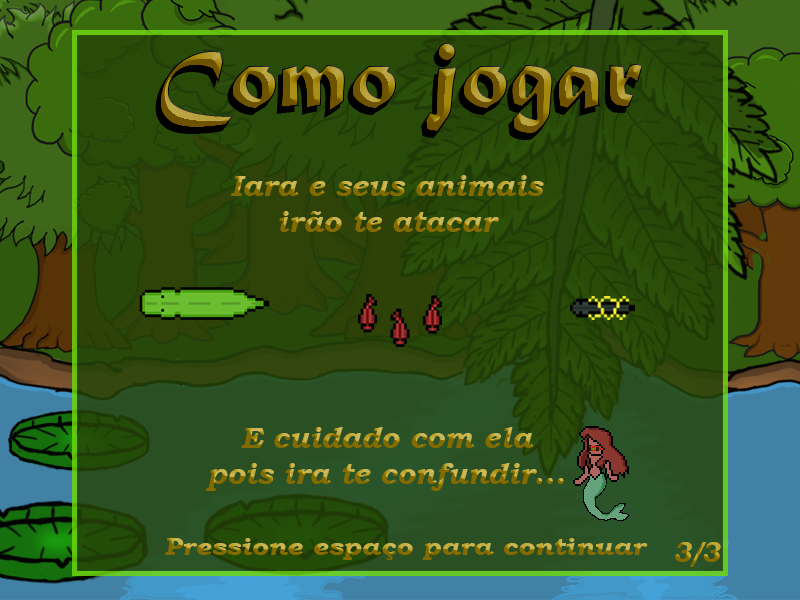 Como jogar
Iara e seus animais
irão te atacar
E cuidado com ela
pois ira te confundir...
Pressione espaço para continuar
3/3